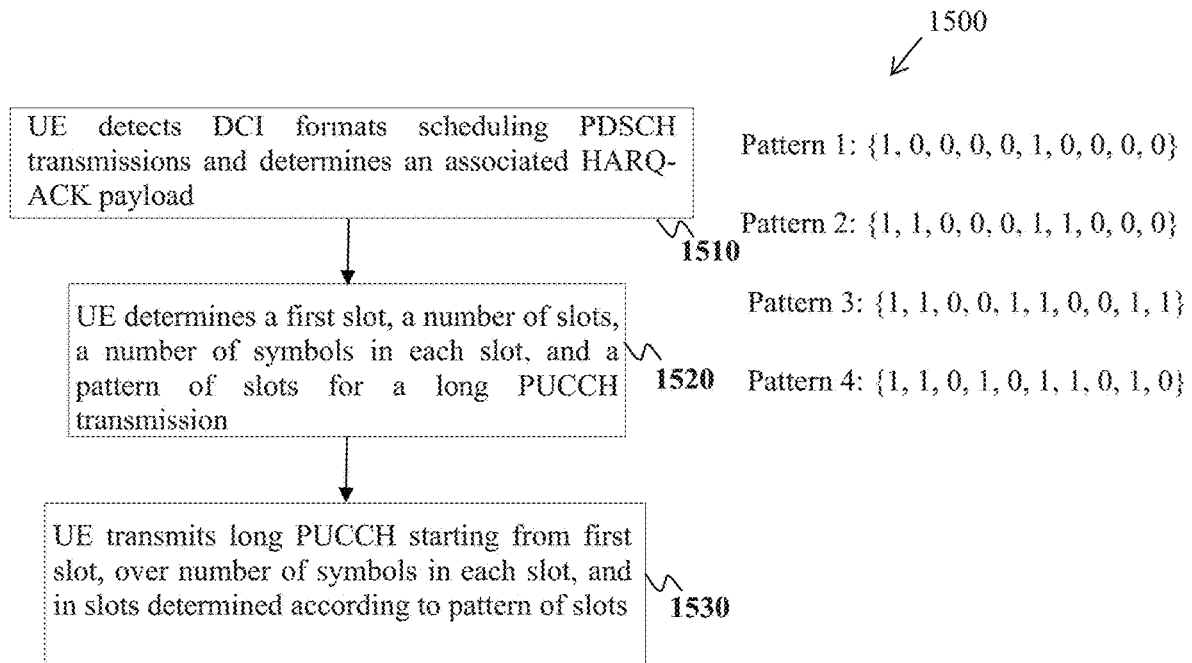 1500
UE detects DCI formats scheduling PDSCH
transmissions and determines an associated HARQ-
ACK payload
1510
Pattern 1: {1, 0, 0, 0, 0, 1, 0, 0, 0, 0}
Pattern 2: {1, 1, 0, 0, 0, 1, 1, 0, 0, 0}
Pattern 3: {1, 1, 0, 0, 1, 1, 0, 0, 1, 1}
Pattern 4: {1, 1, 0, 1, 0, 1, 1, 0, 1, 0}
UE determines a first slot, a number of slots,
a number of symbols in each slot, and a
pattern of slots for a long PUCCH
transmission
1520
UE transmits long PUCCH starting from first
slot, over number of symbols in each slot, and
in slots determined according to pattern of slots
1530